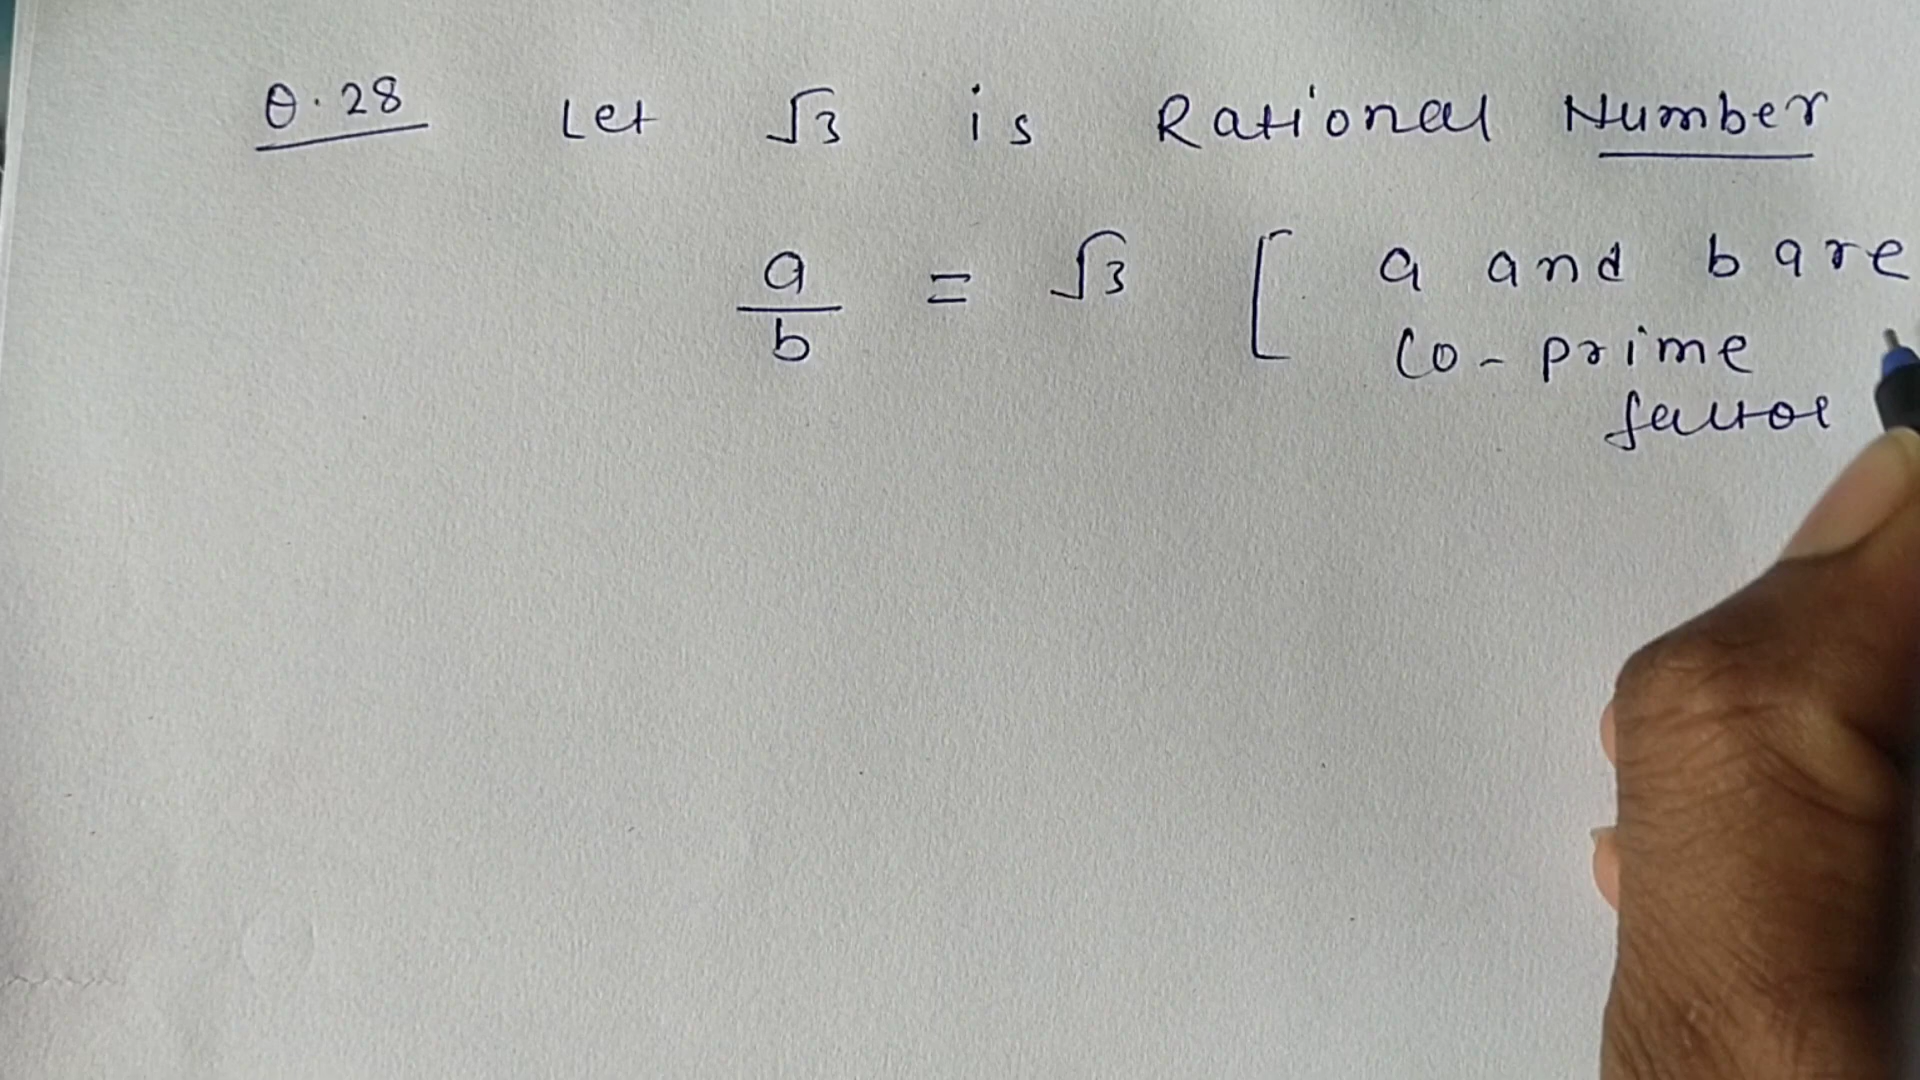 Q.28 Let √3 is Rational Number
a/b = √3 [ a and b are
Co-prime
factor